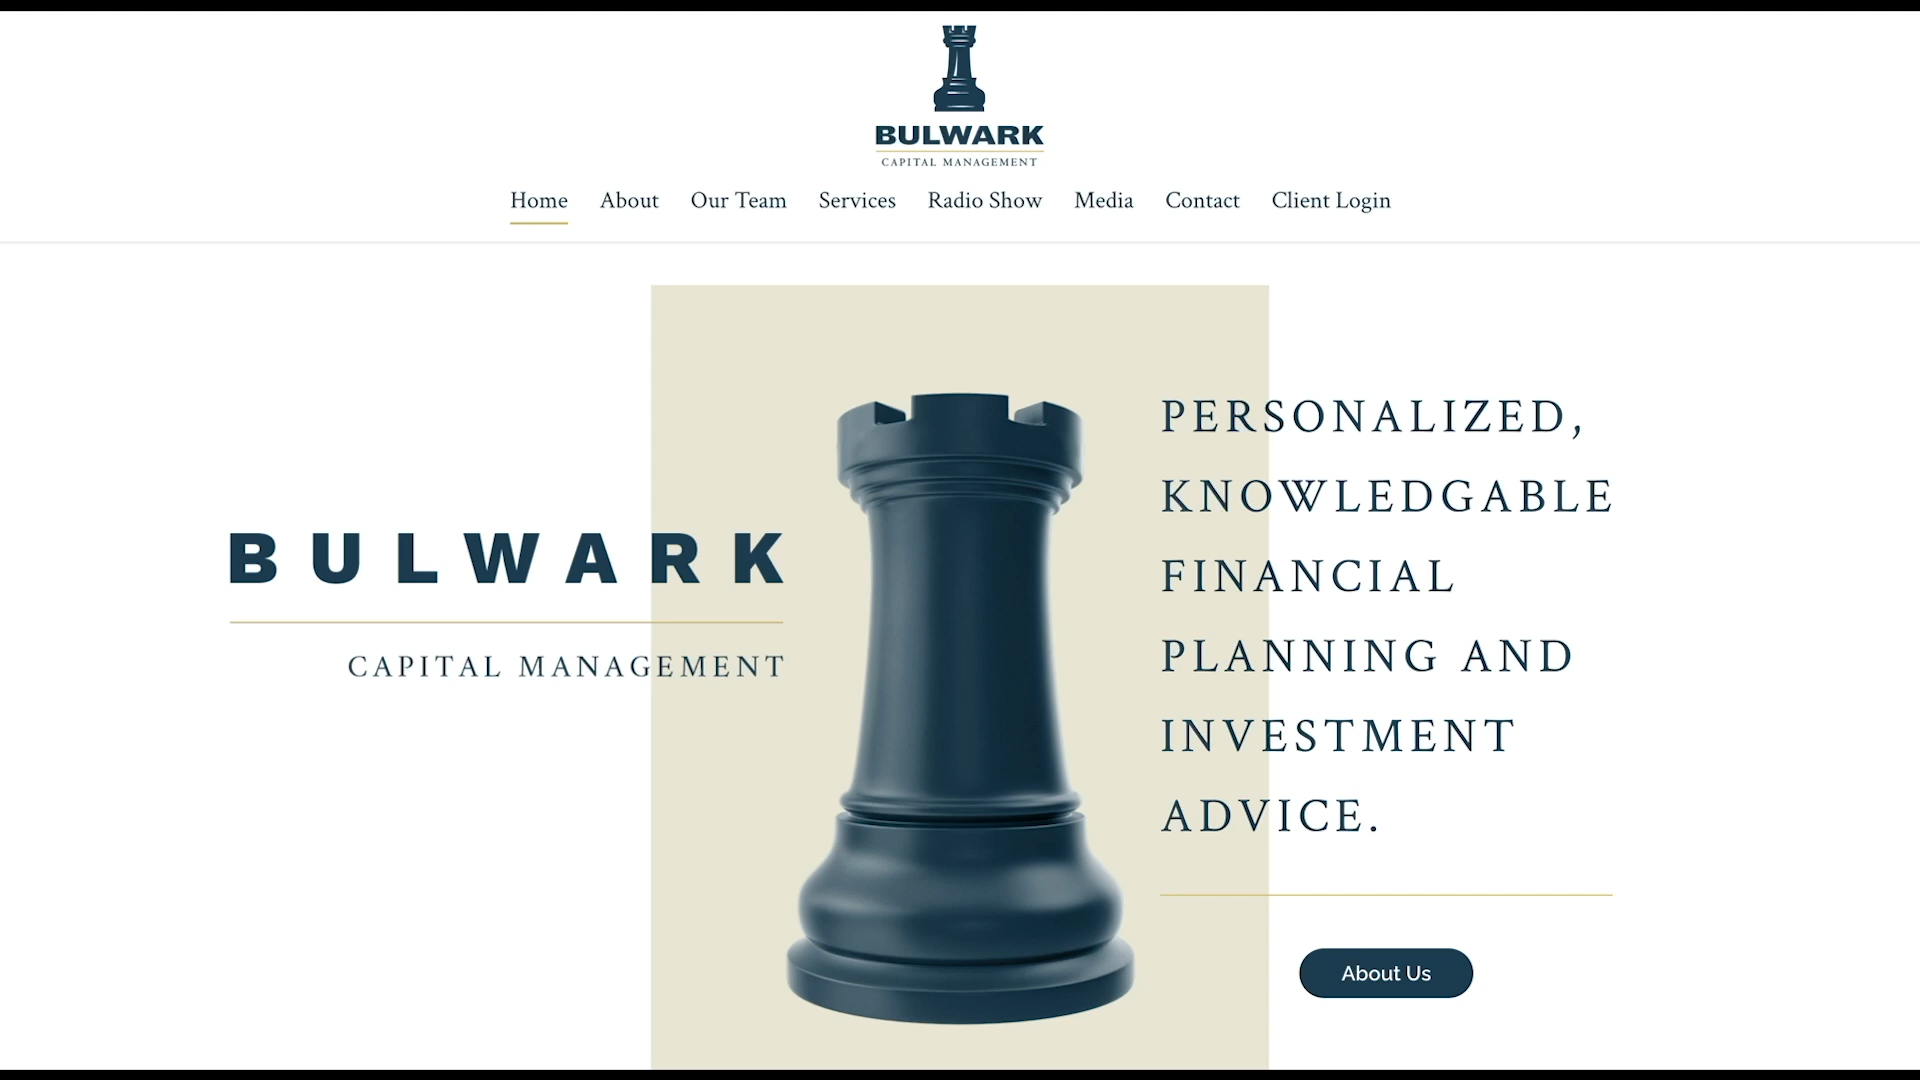 BULWARK
CAPITAL MANAGEMENT
Home About Our Team Services Radio Show Media Contact Client Login
BULWARK
CAPITAL MANAGEMENT
PERSONALIZED,
KNOWLEDGABLE
FINANCIAL
PLANNING AND
INVESTMENT
ADVICE.
About Us